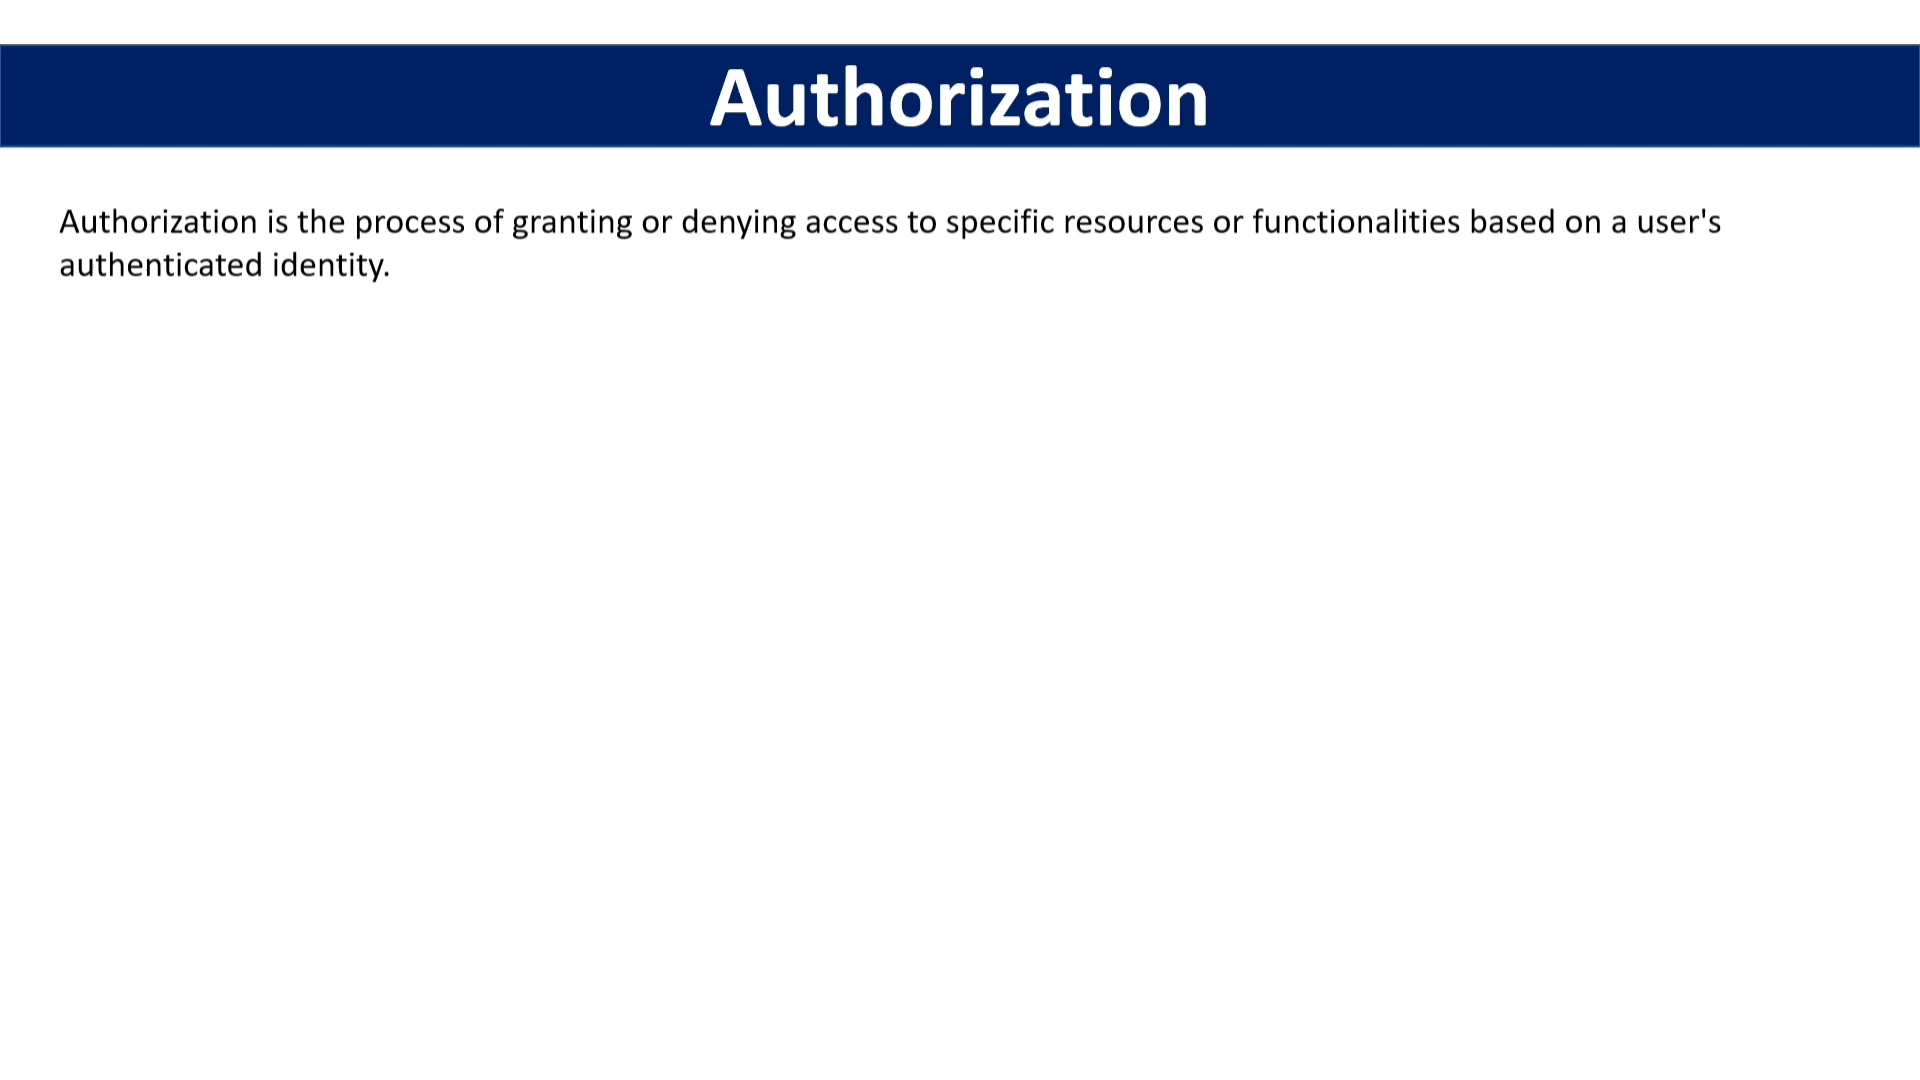 Authorization
Authorization is the process of granting or denying access to specific resources or functionalities based on a user's
authenticated identity.